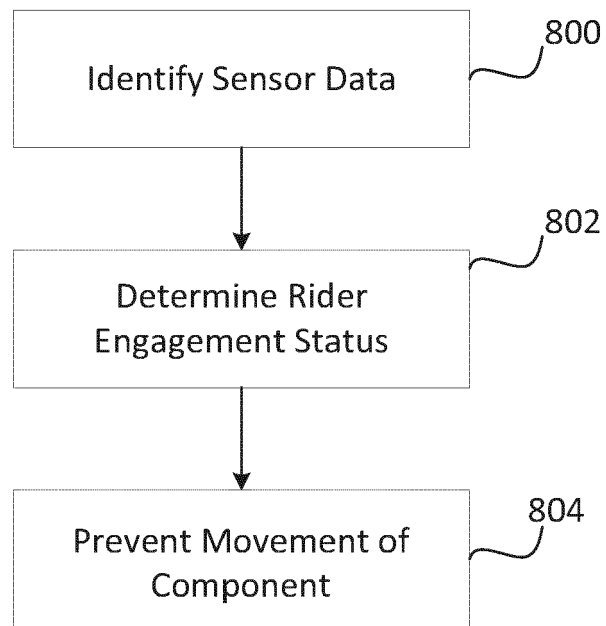 800
Identify Sensor Data
802
Determine Rider
Engagement Status
804
Prevent Movement of
Component